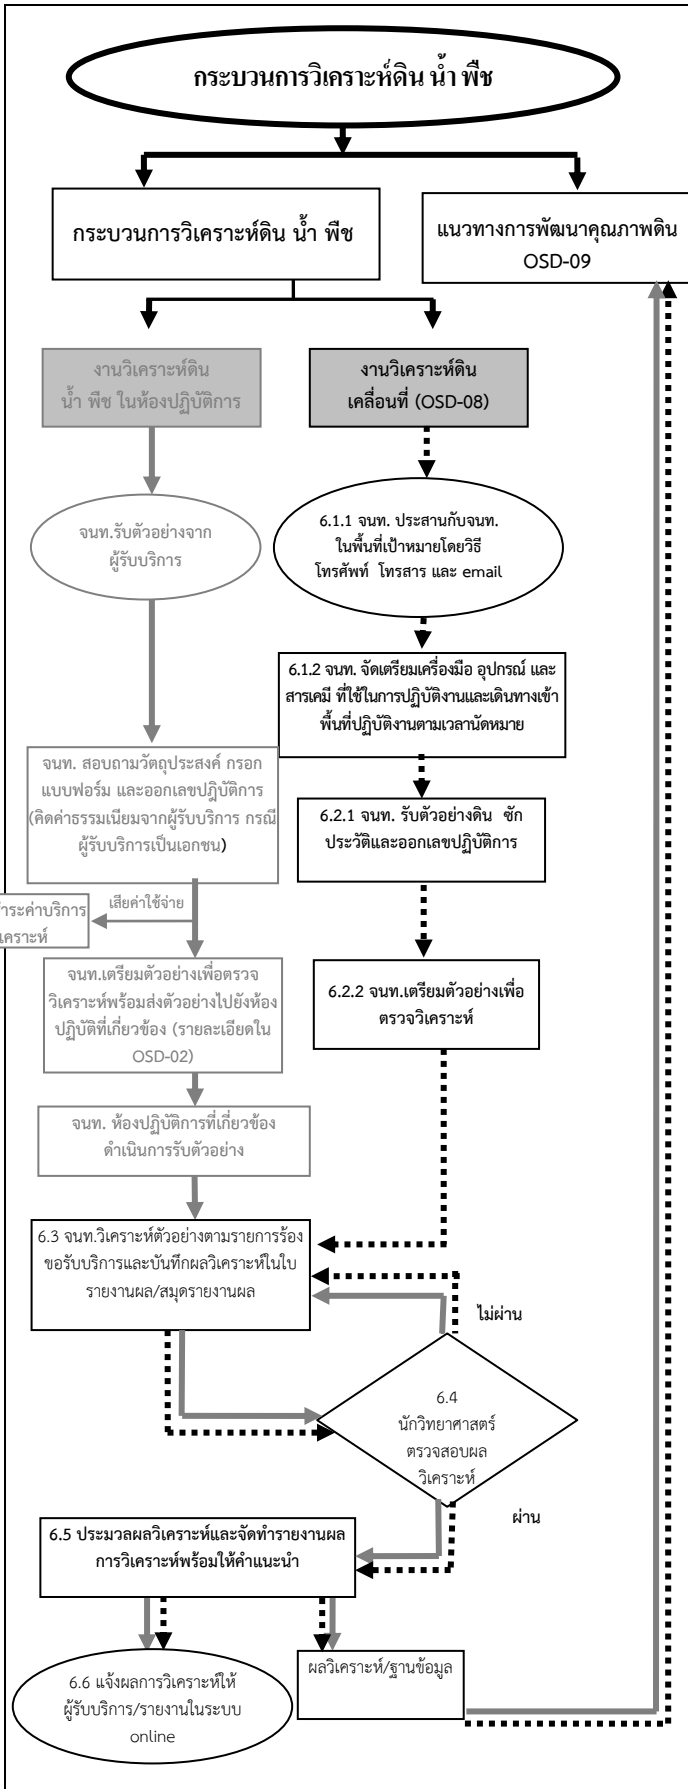 กระบวนการวิเคราะห์ดิน น้ำ พืช
กระบวนการวิเคราะห์ดิน น้ำ พืช
แนวทางการพัฒนาคุณภาพดิน
OSD-09
งานวิเคราะห์ดิน
น้ำ พืช ในห้องปฏิบัติการ
งานวิเคราะห์ดิน
เคลื่อนที่ (OSD-08)
จนท.รับตัวอย่างจาก
ผู้รับบริการ
6.1.1 จนท. ประสานกับจนท.
ในพื้นที่เป้าหมายโดยวิธี
โทรศัพท์ โทรสาร และ email
6.1.2 จนท. จัดเตรียมเครื่องมือ อุปกรณ์ และ
สารเคมี ที่ใช้ในการปฏิบัติงานและเดินทางเข้า
พื้นที่ปฏิบัติงานตามเวลานัดหมาย
จนท. สอบถามวัตถุประสงค์ กรอก
แบบฟอร์ม และออกเลขปฏิบัติการ
(คิดค่าธรรมเนียมจากผู้รับบริการ กรณี
ผู้รับบริการเป็นเอกชน)
6.2.1 จนท. รับตัวอย่างดิน ซัก
ประวัติและออกเลขปฏิบัติการ
เสียค่าใช้จ่าย
ำระค่าบริการ
เคราะห์
จนท.เตรียมตัวอย่างเพื่อตรวจ
วิเคราะห์พร้อมส่งตัวอย่างไปยังห้อง
ปฏิบัติที่เกี่ยวข้อง (รายละเอียดใน
OSD-02)
6.2.2 จนท.เตรียมตัวอย่างเพื่อ
ตรวจวิเคราะห์
จนท. ห้องปฏิบัติการที่เกี่ยวข้อง
ดำเนินการรับตัวอย่าง
6.3 จนท.วิเคราะห์ตัวอย่างตามรายการร้อง
ขอรับบริการและบันทึกผลวิเคราะห์ในใบ
รายงานผล/สมุดรายงานผล
ไม่ผ่าน
6.4
นักวิทยาศาสตร์
ตรวจสอบผล
วิเคราะห์
ผ่าน
6.5 ประมวลผลวิเคราะห์และจัดทำรายงานผล
การวิเคราะห์พร้อมให้คำแนะนำ
6.6 แจ้งผลการวิเคราะห์ให้
ผู้รับบริการ/รายงานในระบบ
online
ผลวิเคราะห์/ฐานข้อมูล